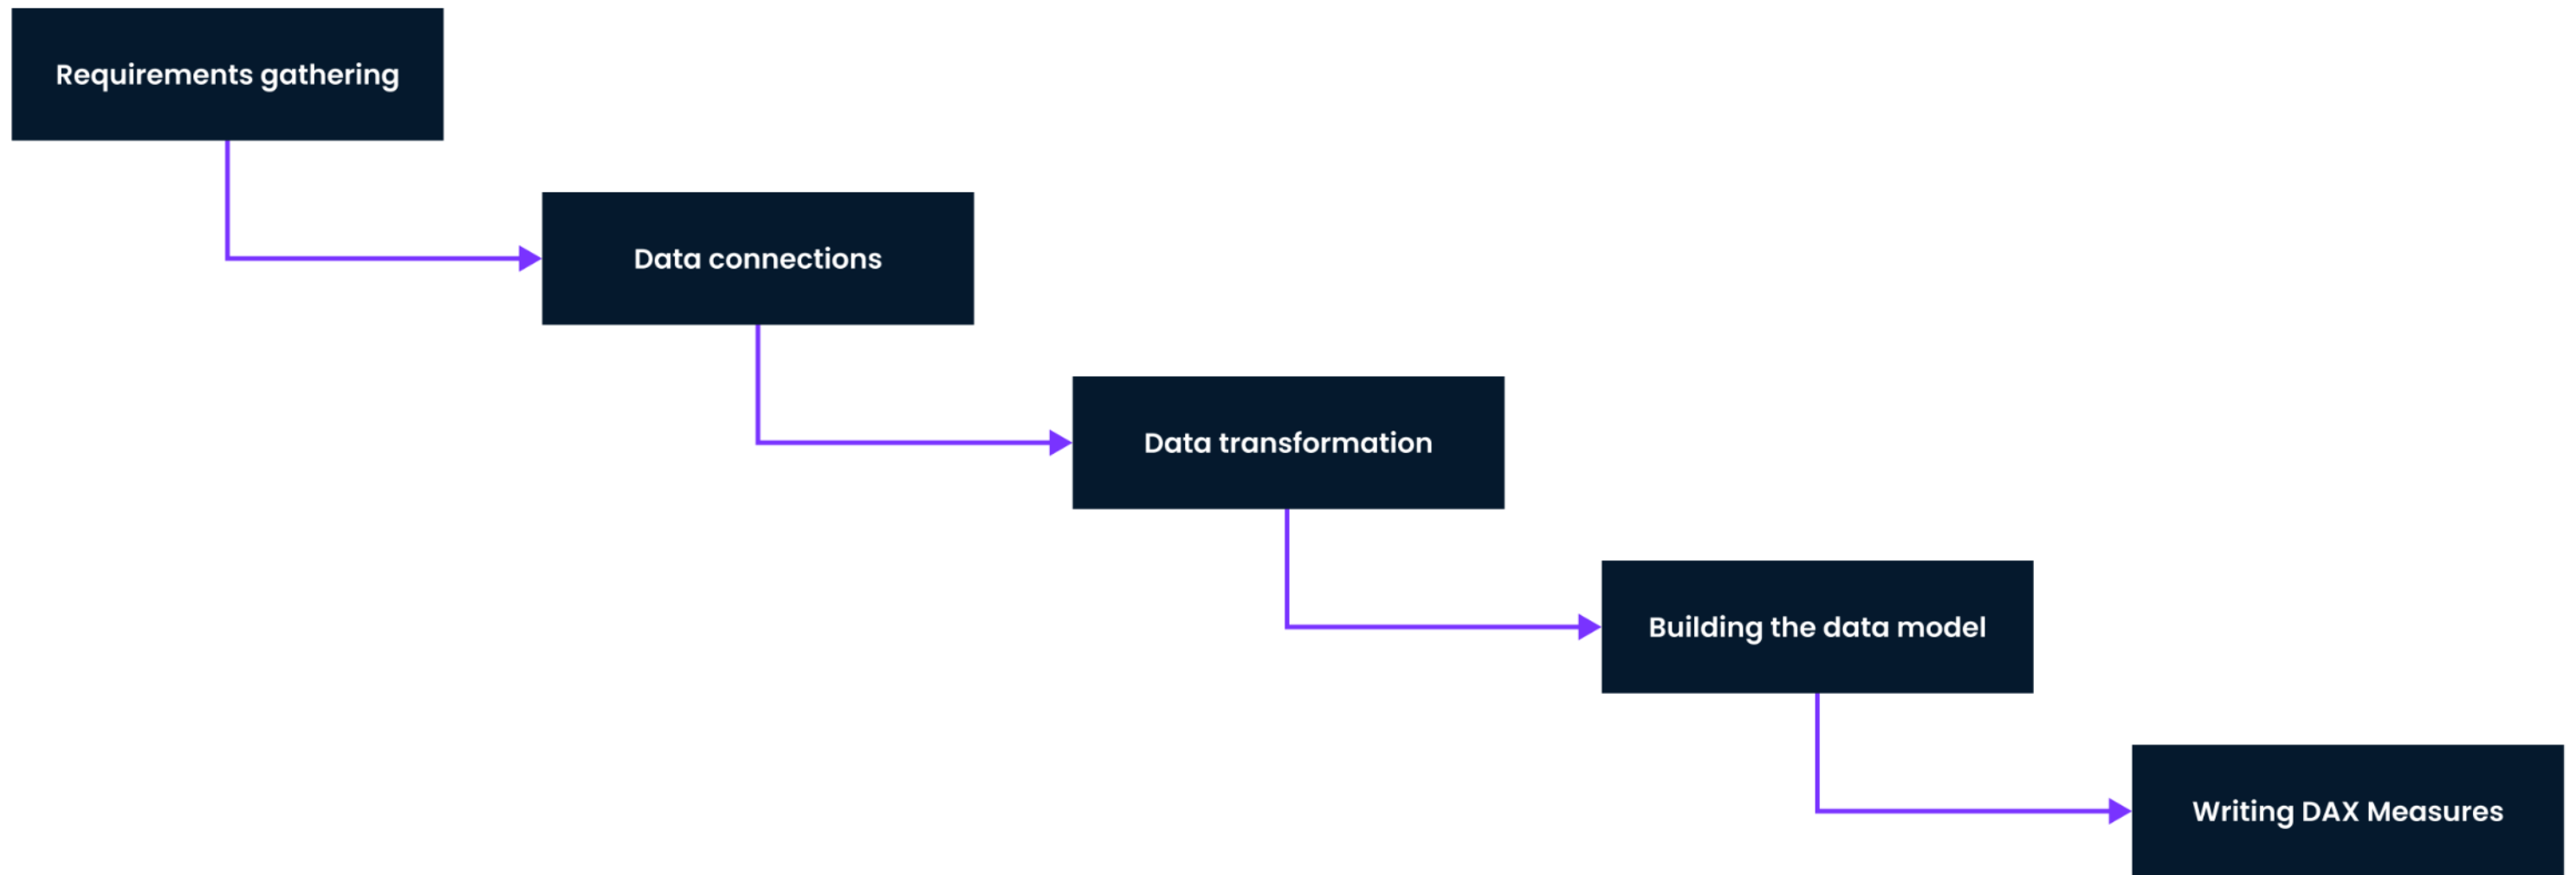 Requirements gathering
Data connections
Data transformation
Building the data model
Writing DAX Measures